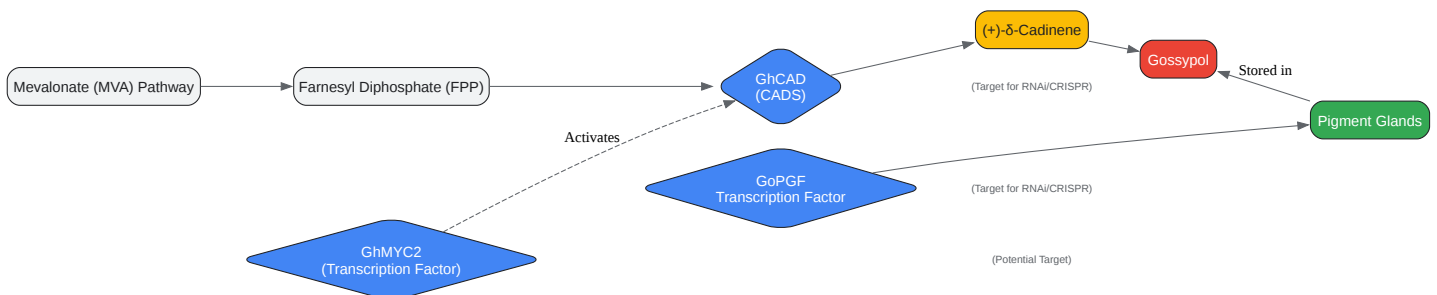 (+)-δ-Cadinene
Gossypol
Stored in
Mevalonate (MVA) Pathway
Farnesyl Diphosphate (FPP)
GhCAD
(CADS)
(Target for RNAi/CRISPR)
Pigment Glands
Activates
GoPGF
Transcription Factor
(Target for RNAi/CRISPR)
GhMYC2
(Transcription Factor)
(Potential Target)